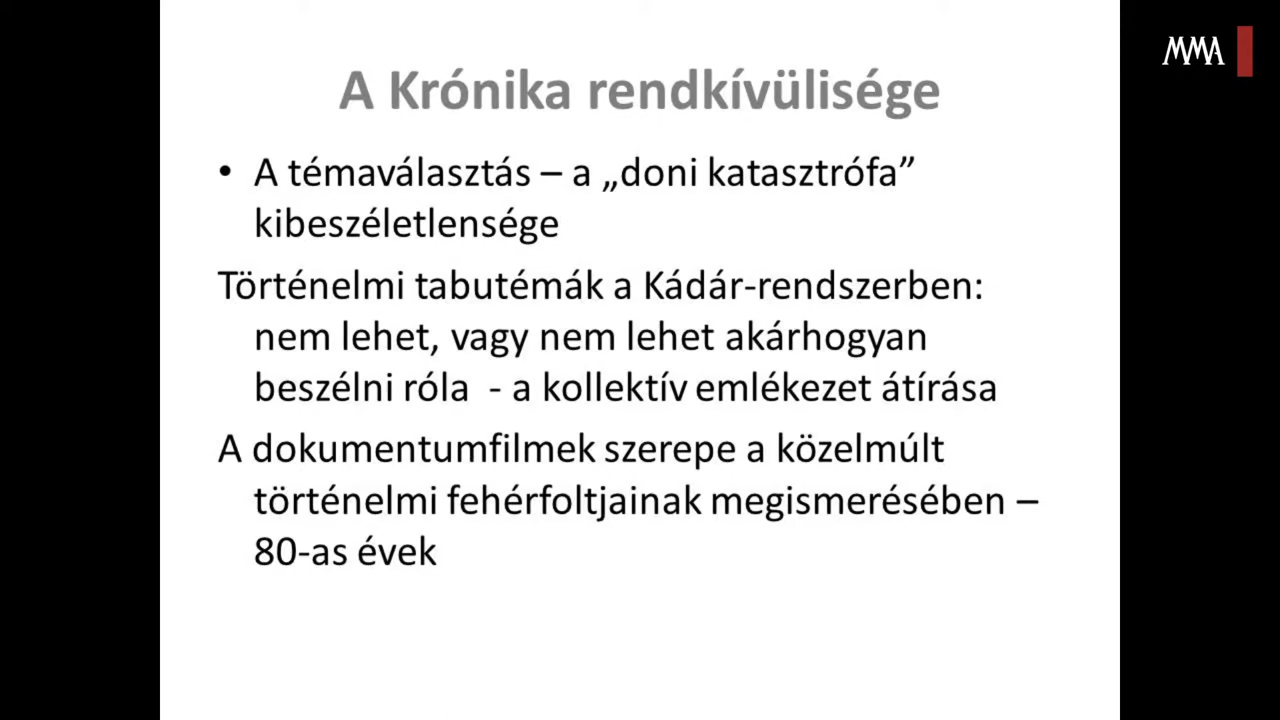 MMA
A Krónika rendkívülisége
• A témaválasztás – a „doni katasztrófa”
kibeszéletlensége
Történelmi tabutémák a Kádár-rendszerben:
nem lehet, vagy nem lehet akárhogyan
beszélni róla - a kollektív emlékezet átírása
A dokumentumfilmek szerepe a közelmúlt
történelmi fehérfoltjainak megismerésében –
80-as évek